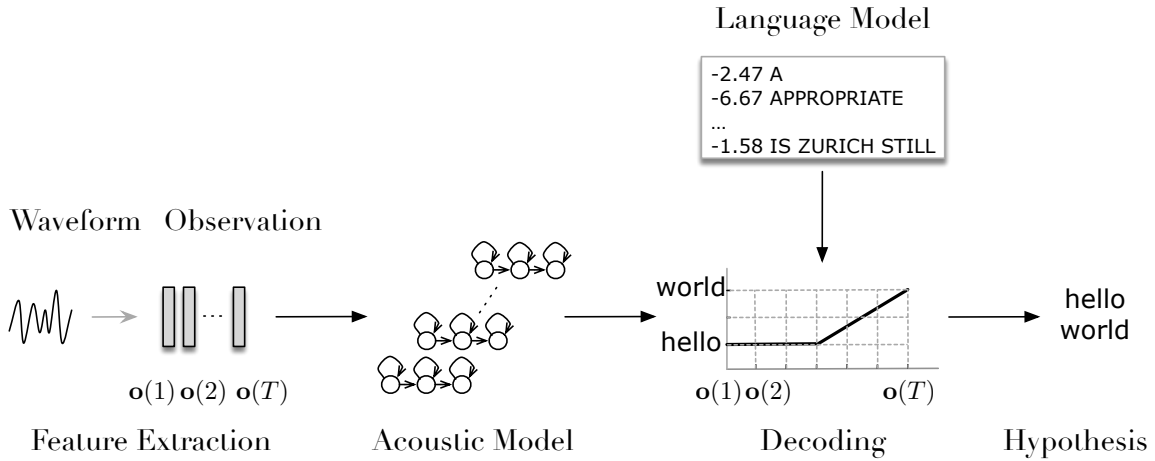 Language Model
-2.47 A
-6.67 APPROPRIATE
...
-1.58 IS ZURICH STILL
Waveform Observation
world
hello
hello
world
...
o(1) o(2) o(T)
o(1) o(2) o(T)
Feature Extraction
Acoustic Model
Decoding
Hypothesis